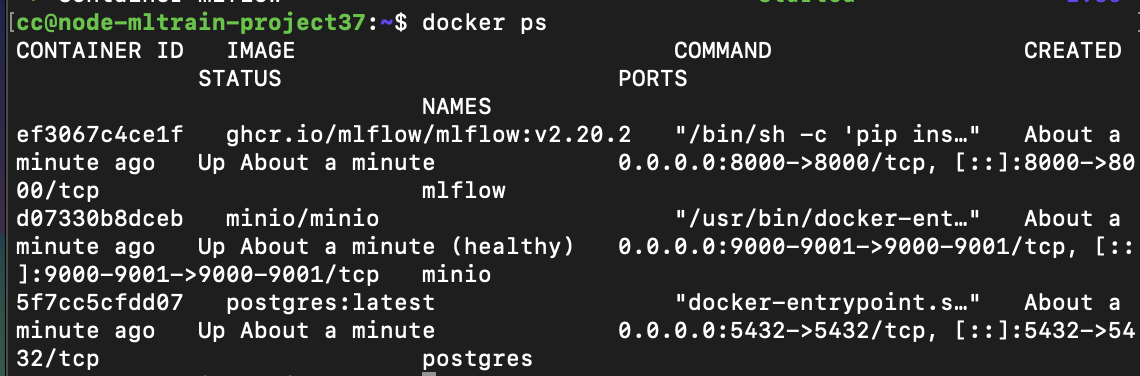 [cc@node-mltrain-project37:~$ docker ps
CONTAINER ID   IMAGE                           COMMAND                  CREATED
             STATUS                        PORTS
                             NAMES
ef3067c4ce1f   ghcr.io/mlflow/mlflow:v2.20.2   "/bin/sh -c 'pip ins…"   About a
minute ago   Up About a minute             0.0.0.0:8000->8000/tcp, [::]:8000->80
00/tcp                       mlflow
d07330b8dceb   minio/minio                     "/usr/bin/docker-ent…"   About a
minute ago   Up About a minute (healthy)   0.0.0.0:9000-9001->9000-9001/tcp, [::
]:9000-9001->9000-9001/tcp   minio
5f7cc5cfdd07   postgres:latest                 "docker-entrypoint.s…"   About a
minute ago   Up About a minute             0.0.0.0:5432->5432/tcp, [::]:5432->54
32/tcp                       postgres